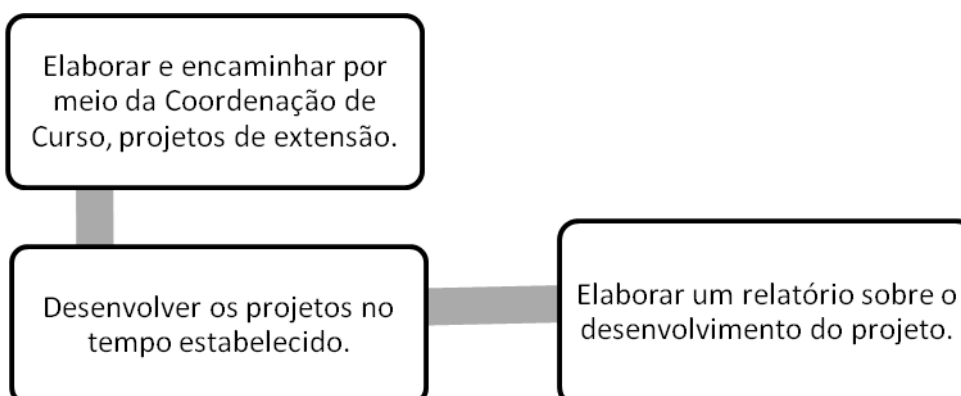 Elaborar e encaminhar por
meio da Coordenação de
Curso, projetos de extensão.
Desenvolver os projetos no
tempo estabelecido.
Elaborar um relatório sobre o
desenvolvimento do projeto.